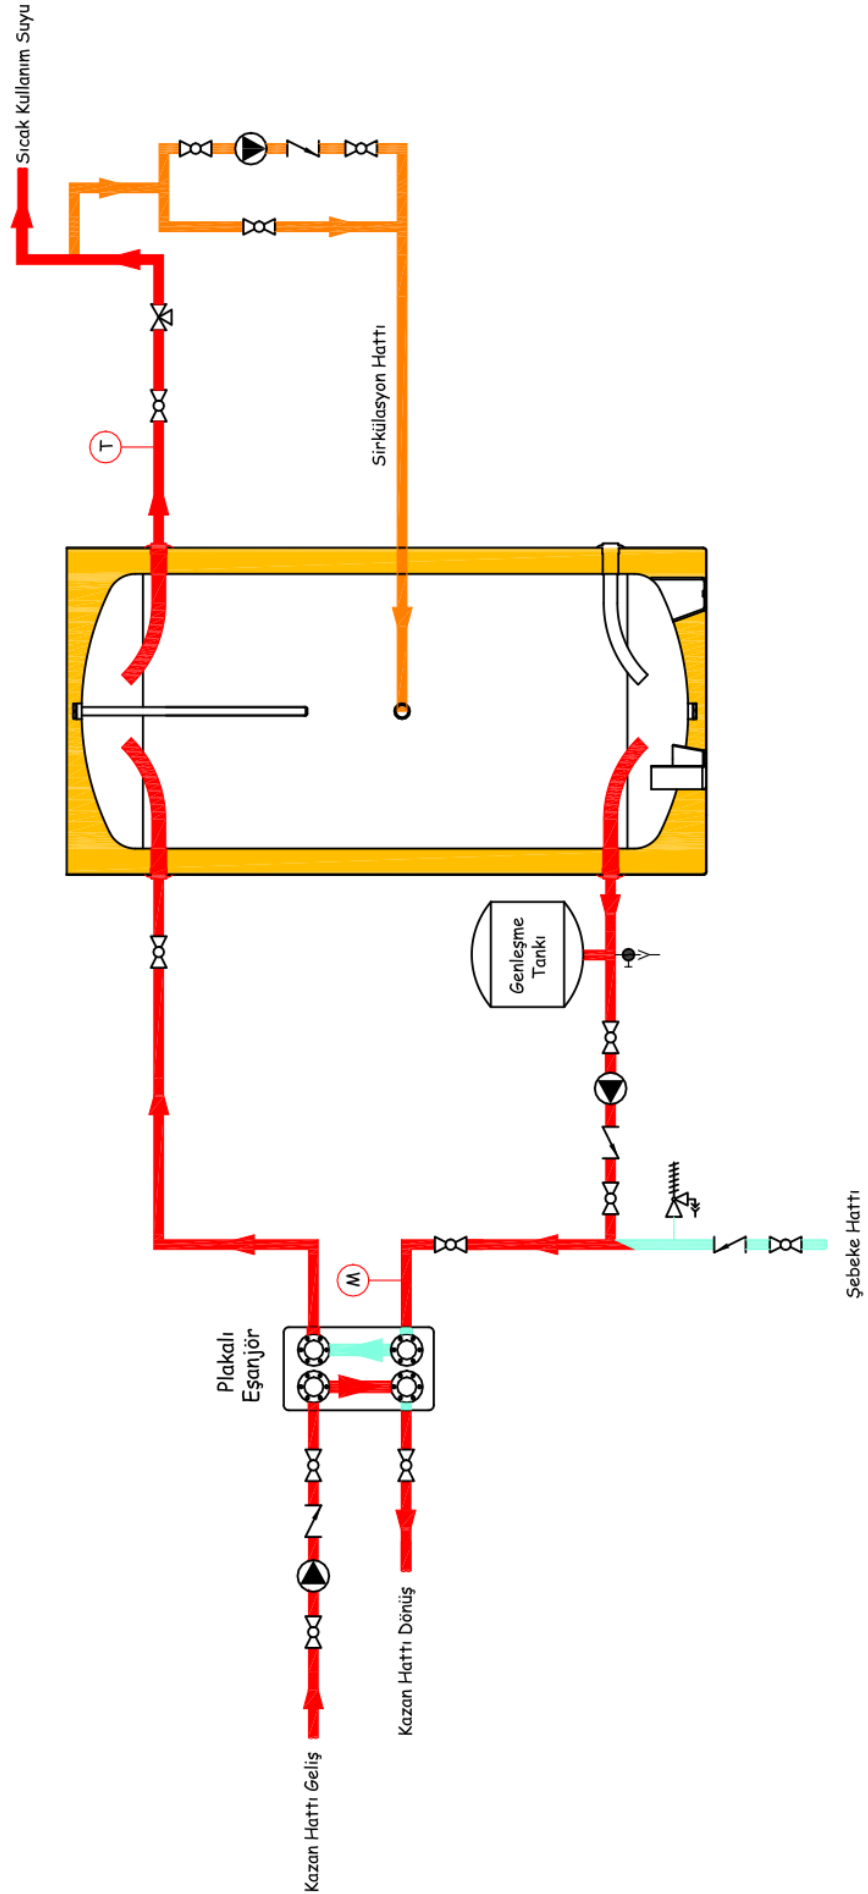 Sıcak Kullanım Suyu
T
Sirkülasyon Hattı
Genleşme
Tankı
Şebeke Hattı
W
Plakalı
Eşanjör
Kazan Hattı Dönüş
Kazan Hattı Geliş